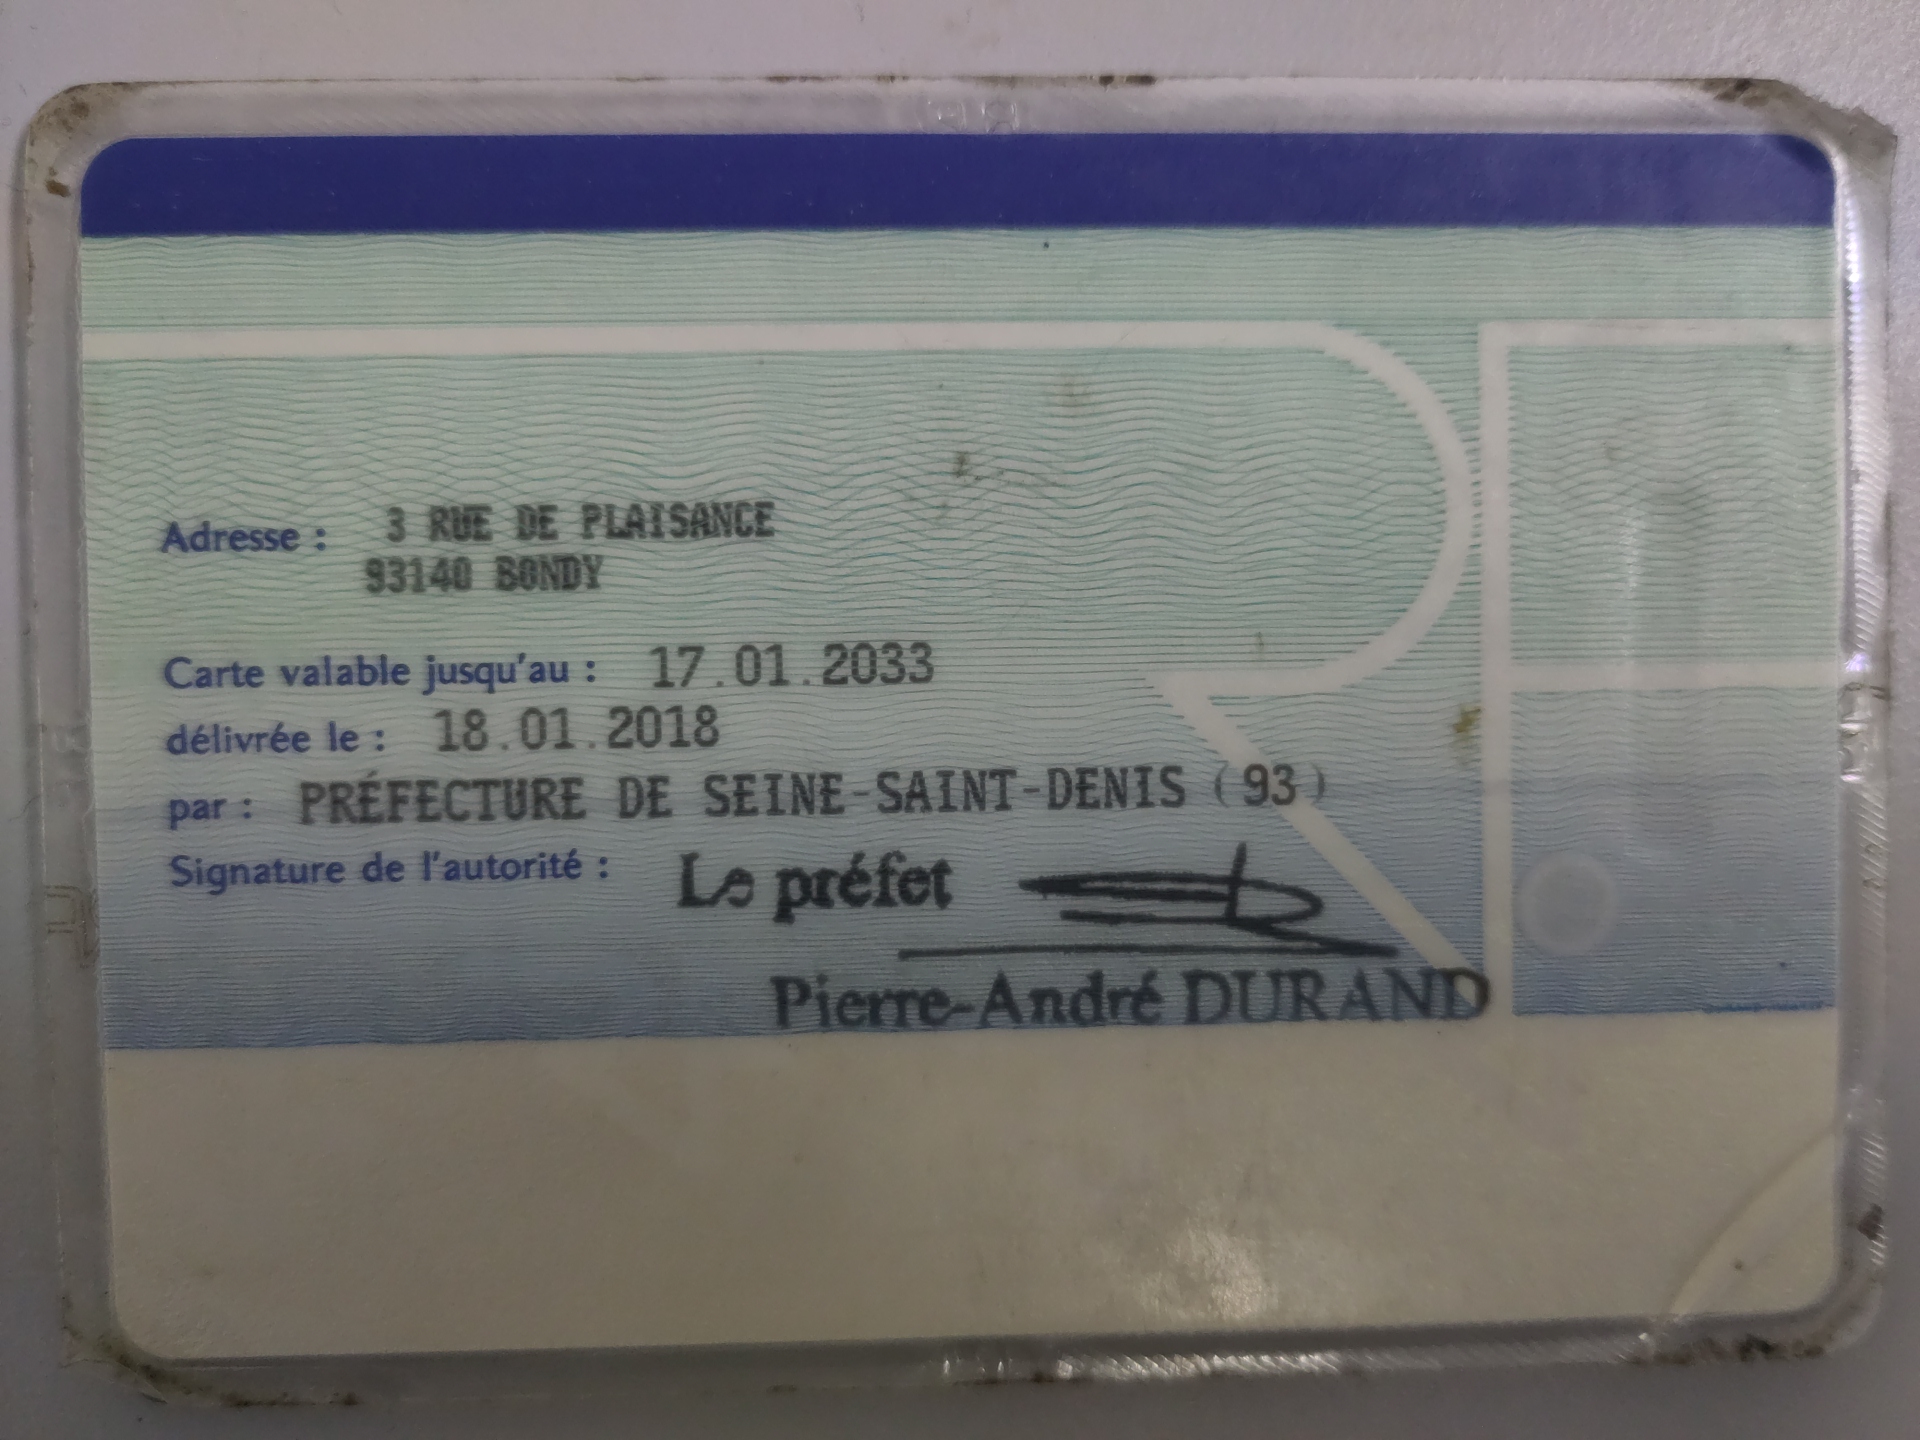 Adresse : 3 RUE DE PLAISANCE
93140 BONDY
Carte valable jusqu'au : 17.01.2033
délivrée le : 18.01.2018
par : PRÉFECTURE DE SEINE-SAINT-DENIS (93)
Signature de l'autorité : Le préfet
Pierre-André DURAND
RF